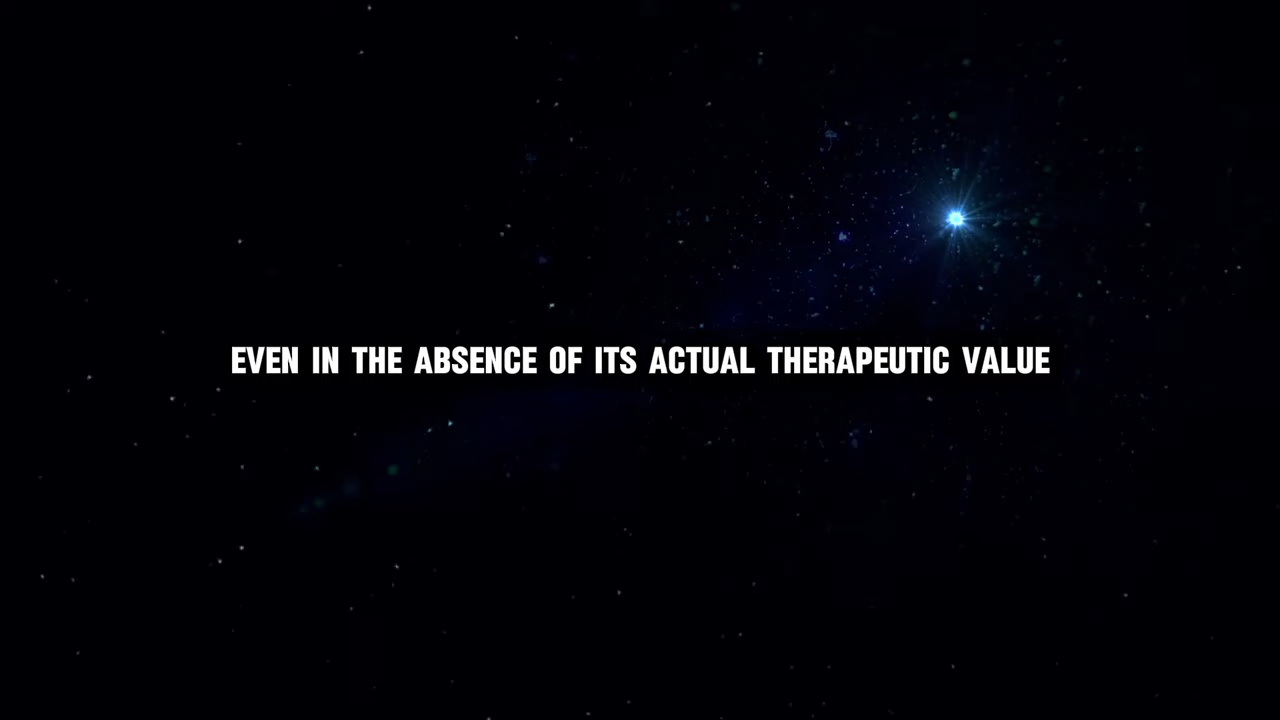 EVEN IN THE ABSENCE OF ITS ACTUAL THERAPEUTIC VALUE